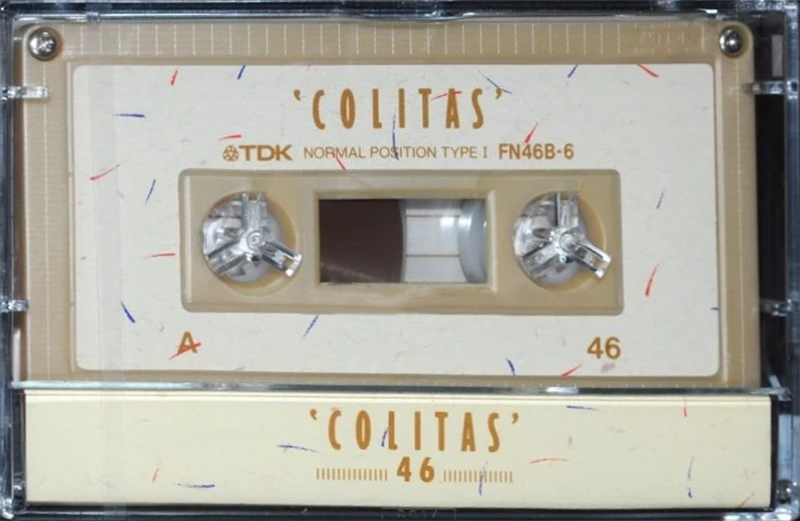 'COLITAS'
TDK NORMAL POSITION TYPE I FN46B-6
A 46
'COLITAS'
46